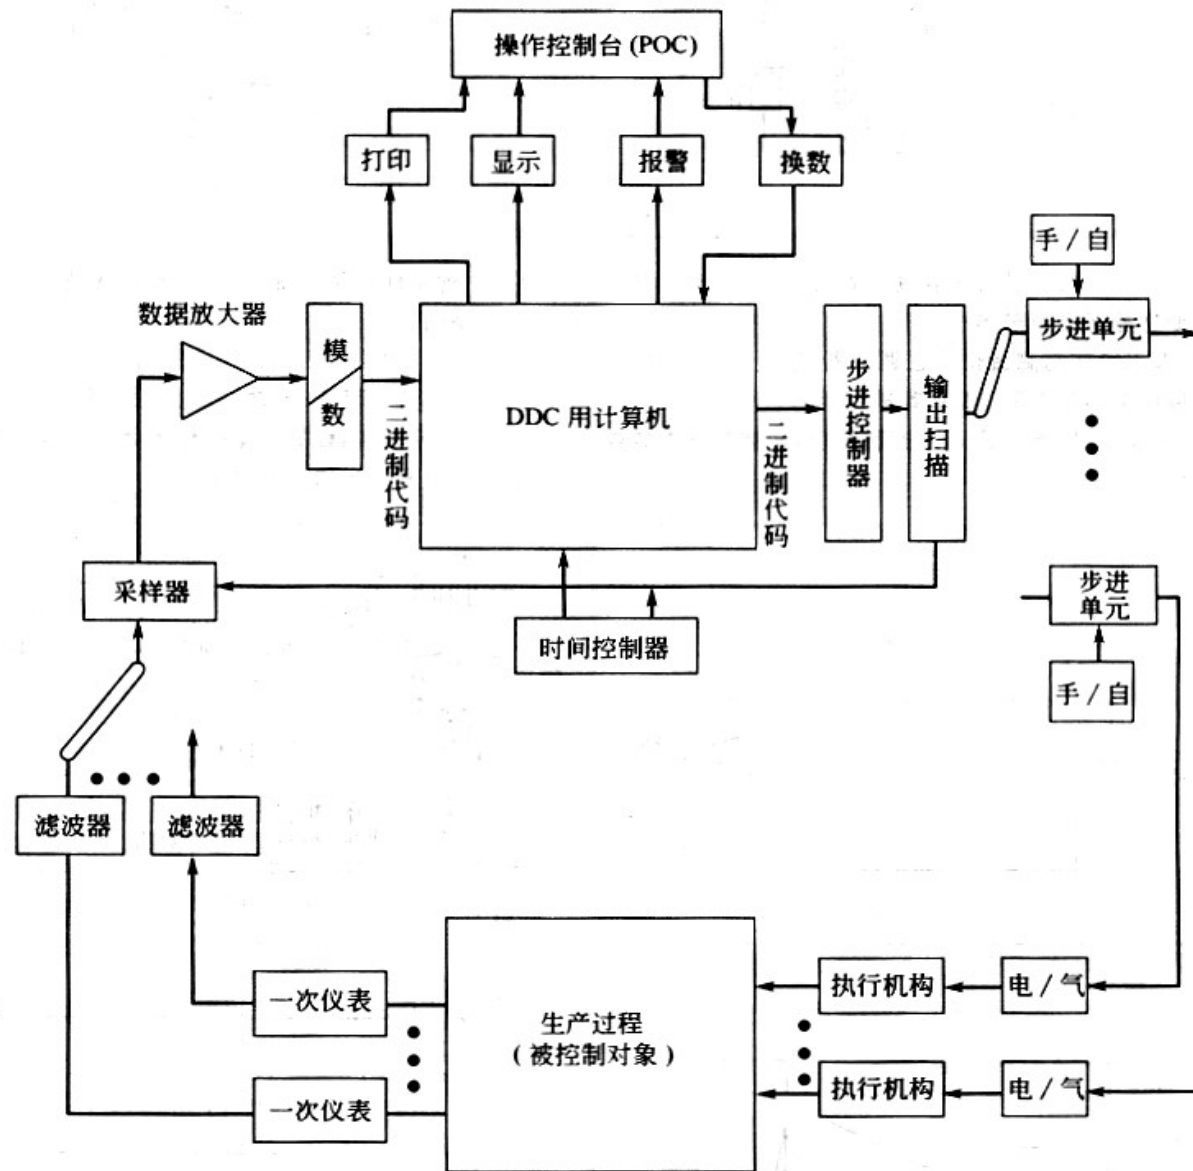 操作控制台 (POC)
打印
显示
报警
换数
手 / 自
数据放大器
模
数
二进制代码
DDC 用计算机
二进制代码
步进控制器
输出扫描
步进单元
采样器
时间控制器
步进
单元
手 / 自
滤波器
滤波器
一次仪表
生产过程
( 被控制对象 )
执行机构
电 / 气
一次仪表
执行机构
电 / 气